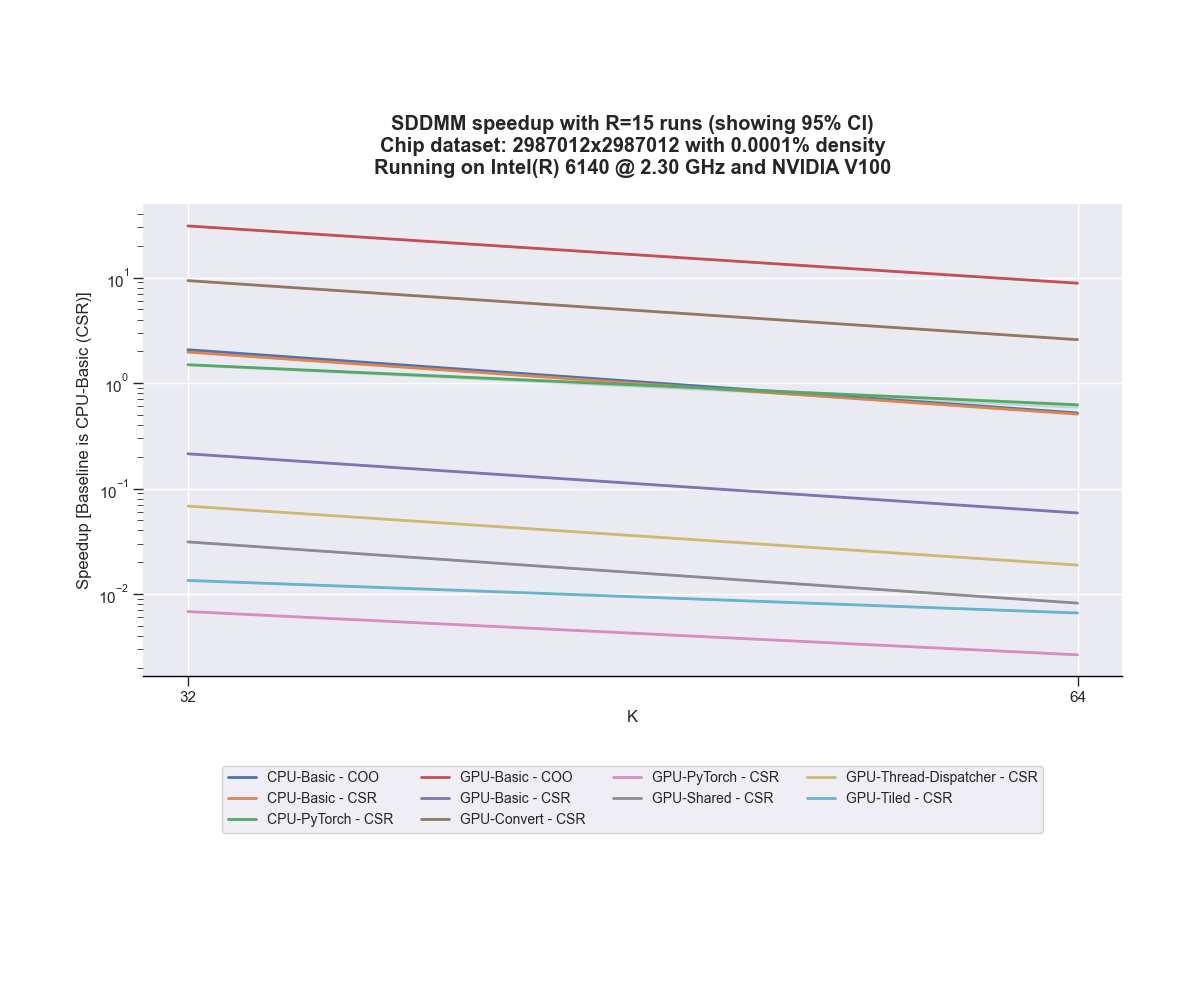 SDDMM speedup with R=15 runs (showing 95% CI)
Chip dataset: 2987012x2987012 with 0.0001% density
Running on Intel(R) 6140 @ 2.30 GHz and NVIDIA V100
Speedup [Baseline is CPU-Basic (CSR)]
10^1
10^0
10^−1
10^−2
32
64
K
CPU-Basic - COO
CPU-Basic - CSR
CPU-PyTorch - CSR
GPU-Basic - COO
GPU-Basic - CSR
GPU-Convert - CSR
GPU-PyTorch - CSR
GPU-Shared - CSR
GPU-Thread-Dispatcher - CSR
GPU-Tiled - CSR